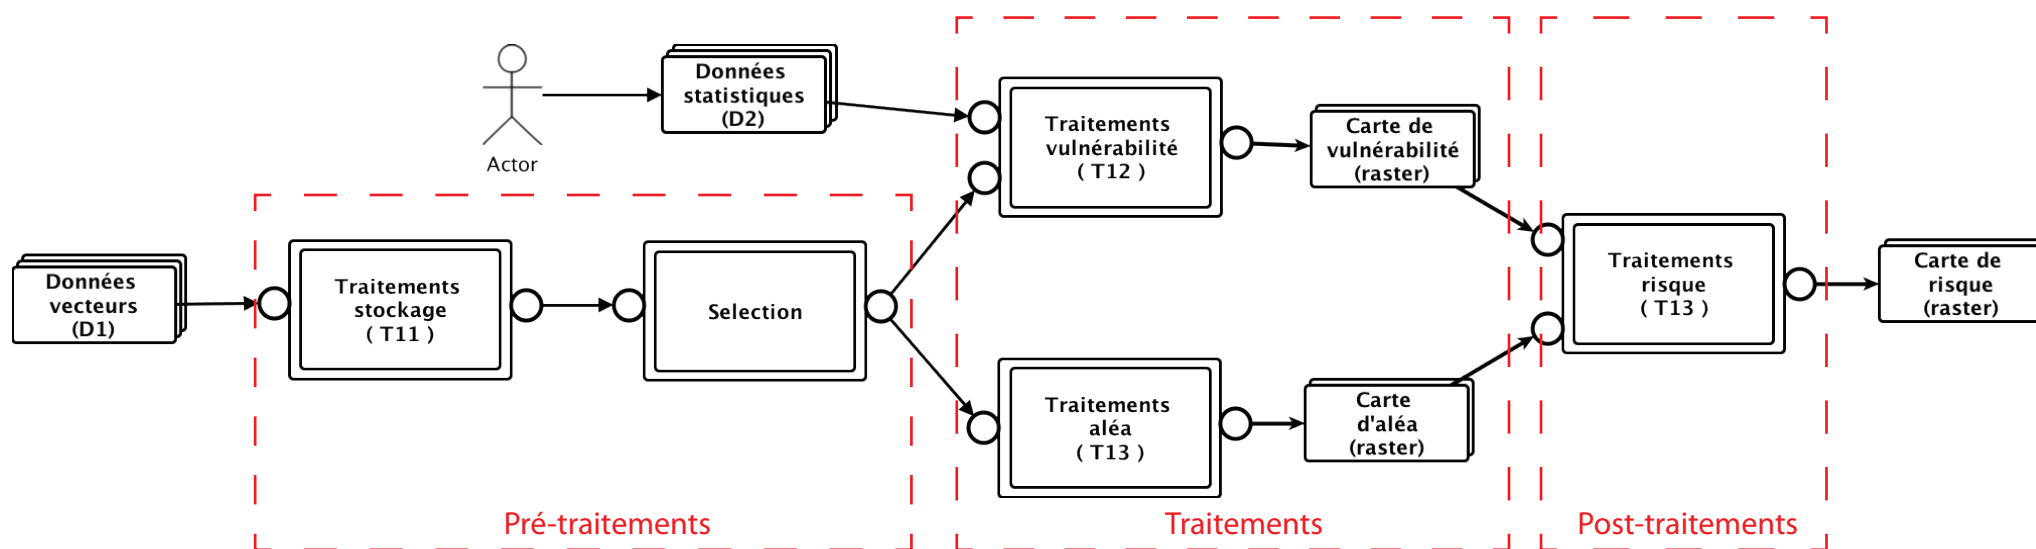 Données
statistiques
(D2)
Actor
Données
vecteurs
(D1)
Traitements
stockage
( T11 )
Selection
Pré-traitements
Traitements
vulnérabilité
( T12 )
Carte de
vulnérabilité
(raster)
Traitements
aléa
( T13 )
Carte
d'aléa
(raster)
Traitements
Traitements
risque
( T13 )
Post-traitements
Carte de
risque
(raster)